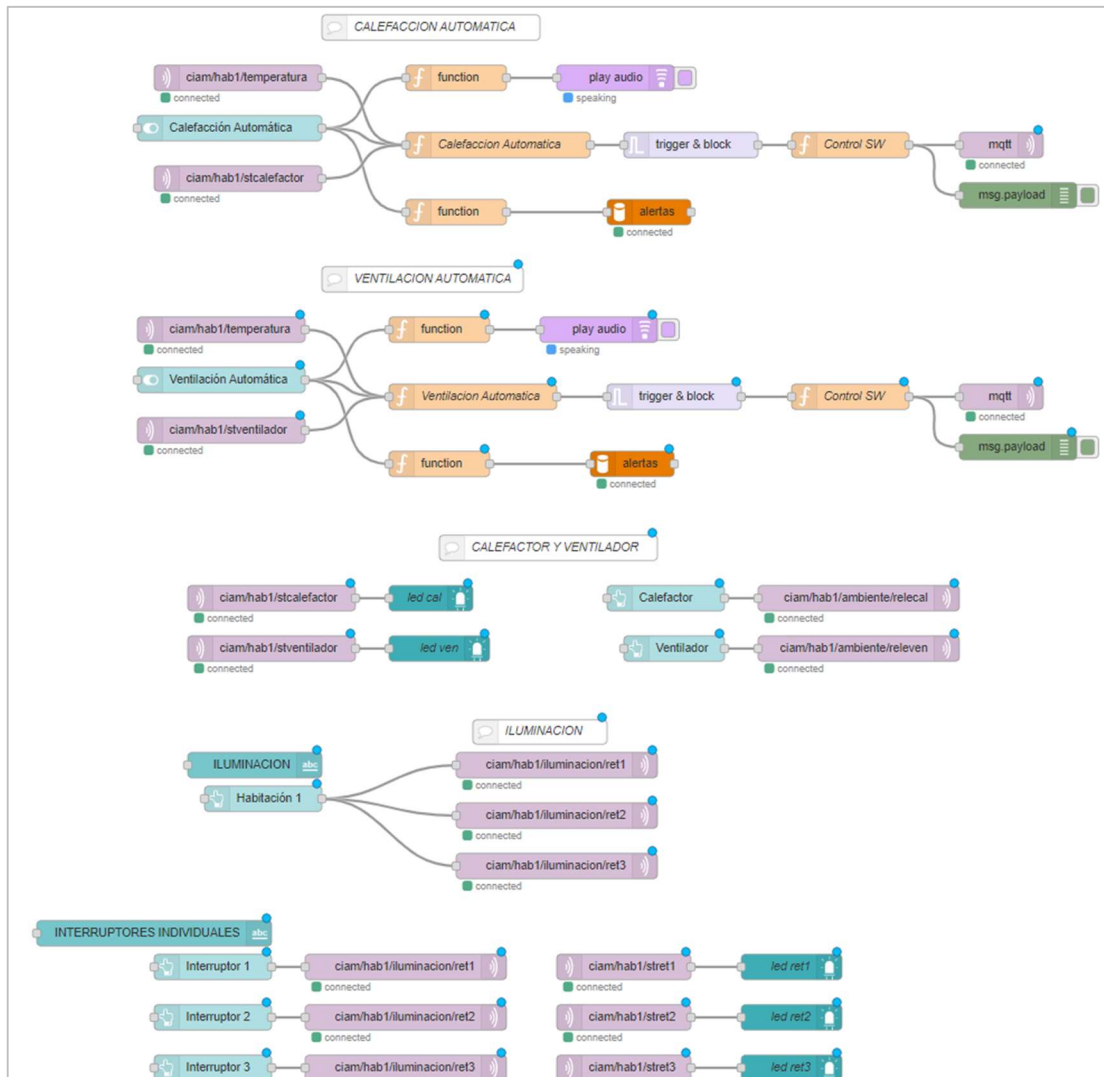 CALEFACCION AUTOMATICA
ciam/hab1/temperatura
connected
function
play audio
speaking
Calefacción Automática
Calefaccion Automatica
trigger & block
Control SW
mqtt
connected
ciam/hab1/stcalefactor
connected
msg.payload
function
alertas
connected
VENTILACION AUTOMATICA
ciam/hab1/temperatura
connected
function
play audio
speaking
Ventilación Automática
Ventilacion Automatica
trigger & block
Control SW
mqtt
connected
ciam/hab1/stventilador
connected
msg.payload
function
alertas
connected
CALEFACTOR Y VENTILADOR
ciam/hab1/stcalefactor
connected
led cal
Calefactor
ciam/hab1/ambiente/relecal
connected
ciam/hab1/stventilador
connected
led ven
Ventilador
ciam/hab1/ambiente/releven
connected
ILUMINACION
ILUMINACION
abc
Habitación 1
ciam/hab1/iluminacion/ret1
connected
ciam/hab1/iluminacion/ret2
connected
ciam/hab1/iluminacion/ret3
connected
INTERRUPTORES INDIVIDUALES
abc
Interruptor 1
ciam/hab1/iluminacion/ret1
connected
ciam/hab1/stret1
connected
led ret1
Interruptor 2
ciam/hab1/iluminacion/ret2
connected
ciam/hab1/stret2
connected
led ret2
Interruptor 3
ciam/hab1/iluminacion/ret3
ciam/hab1/stret3
led ret3